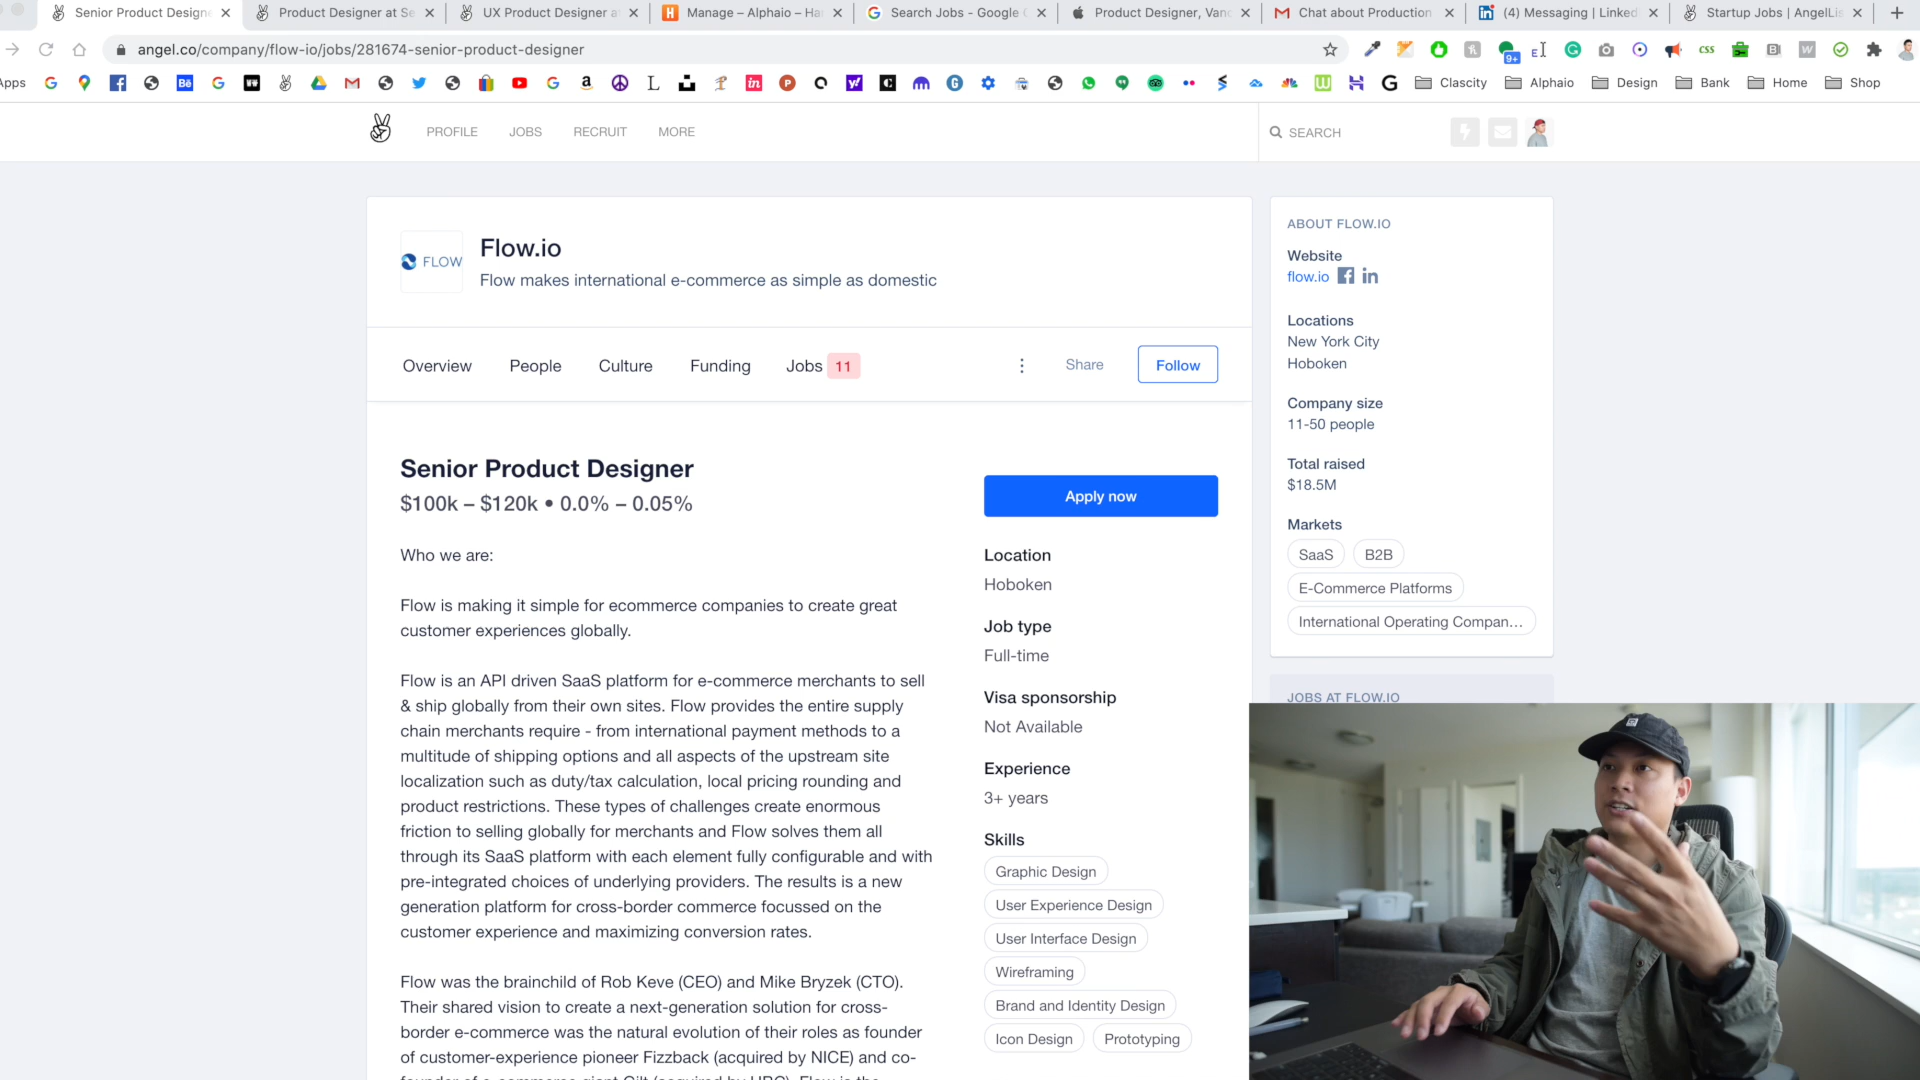 Senior Product Designe
Product Designer at Se
UX Product Designer a
Manage – Alphaio – Ha
Search Jobs - Google
Product Designer, Vanc
Chat about Production
(4) Messaging | Linked
Startup Jobs | AngelLis
angel.co/company/flow-io/jobs/281674-senior-product-designer
Apps
Clascity
Alphaio
Design
Bank
Home
Shop
PROFILE
JOBS
RECRUIT
MORE
SEARCH
FLOW
Flow.io
Flow makes international e-commerce as simple as domestic
Overview
People
Culture
Funding
Jobs 11
Share
Follow
Senior Product Designer
$100k – $120k • 0.0% – 0.05%
Who we are:
Flow is making it simple for ecommerce companies to create great
customer experiences globally.
Flow is an API driven SaaS platform for e-commerce merchants to sell
& ship globally from their own sites. Flow provides the entire supply
chain merchants require - from international payment methods to a
multitude of shipping options and all aspects of the upstream site
localization such as duty/tax calculation, local pricing rounding and
product restrictions. These types of challenges create enormous
friction to selling globally for merchants and Flow solves them all
through its SaaS platform with each element fully configurable and with
pre-integrated choices of underlying providers. The results is a new
generation platform for cross-border commerce focussed on the
customer experience and maximizing conversion rates.
Flow was the brainchild of Rob Keve (CEO) and Mike Bryzek (CTO).
Their shared vision to create a next-generation solution for cross-
border e-commerce was the natural evolution of their roles as founder
of customer-experience pioneer Fizzback (acquired by NICE) and co-
Apply now
Location
Hoboken
Job type
Full-time
Visa sponsorship
Not Available
Experience
3+ years
Skills
Graphic Design
User Experience Design
User Interface Design
Wireframing
Brand and Identity Design
Icon Design
Prototyping
ABOUT FLOW.IO
Website
flow.io
Locations
New York City
Hoboken
Company size
11-50 people
Total raised
$18.5M
Markets
SaaS
B2B
E-Commerce Platforms
International Operating Compan...
JOBS AT FLOW.IO